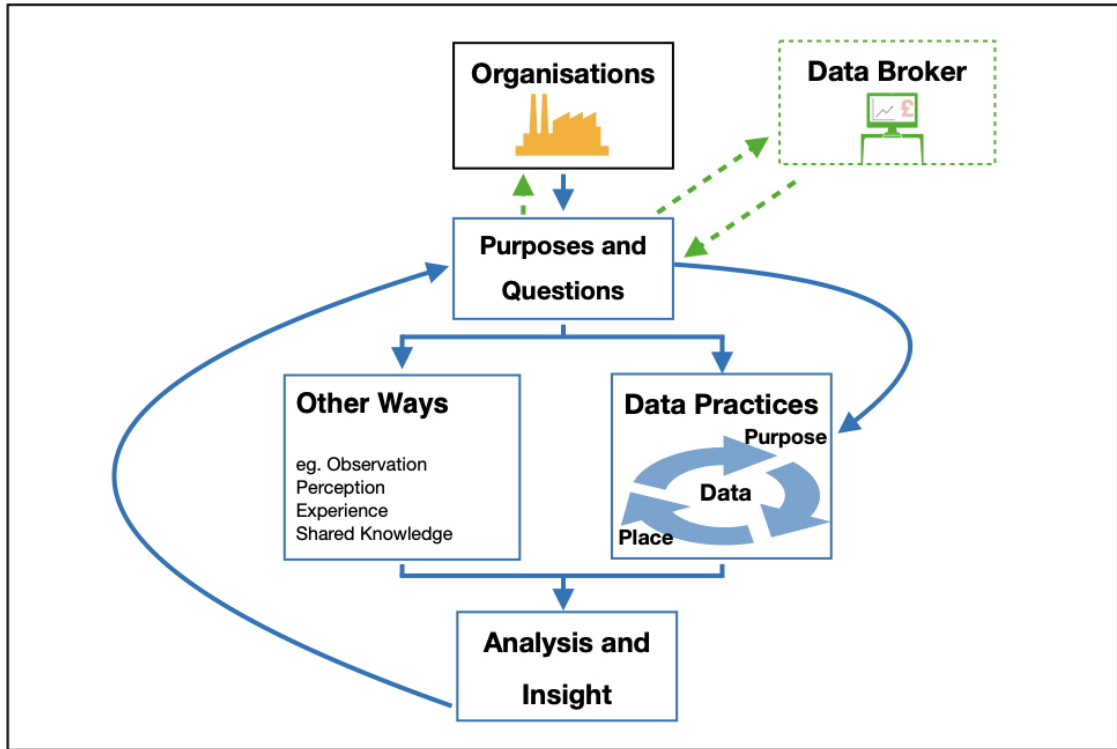 Organisations
Data Broker
£
Purposes and
Questions
Other Ways
eg. Observation
Perception
Experience
Shared Knowledge
Data Practices
Purpose
Data
Place
Analysis and
Insight